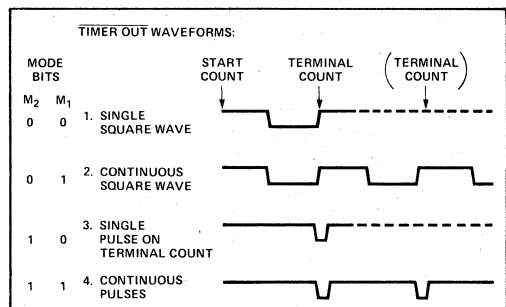 TIMER OUT WAVEFORMS:
MODE BITS
START COUNT
TERMINAL COUNT
(TERMINAL COUNT)
M2 M1
0 0 1. SINGLE SQUARE WAVE
0 1 2. CONTINUOUS SQUARE WAVE
1 0 3. SINGLE PULSE ON TERMINAL COUNT
1 1 4. CONTINUOUS PULSES